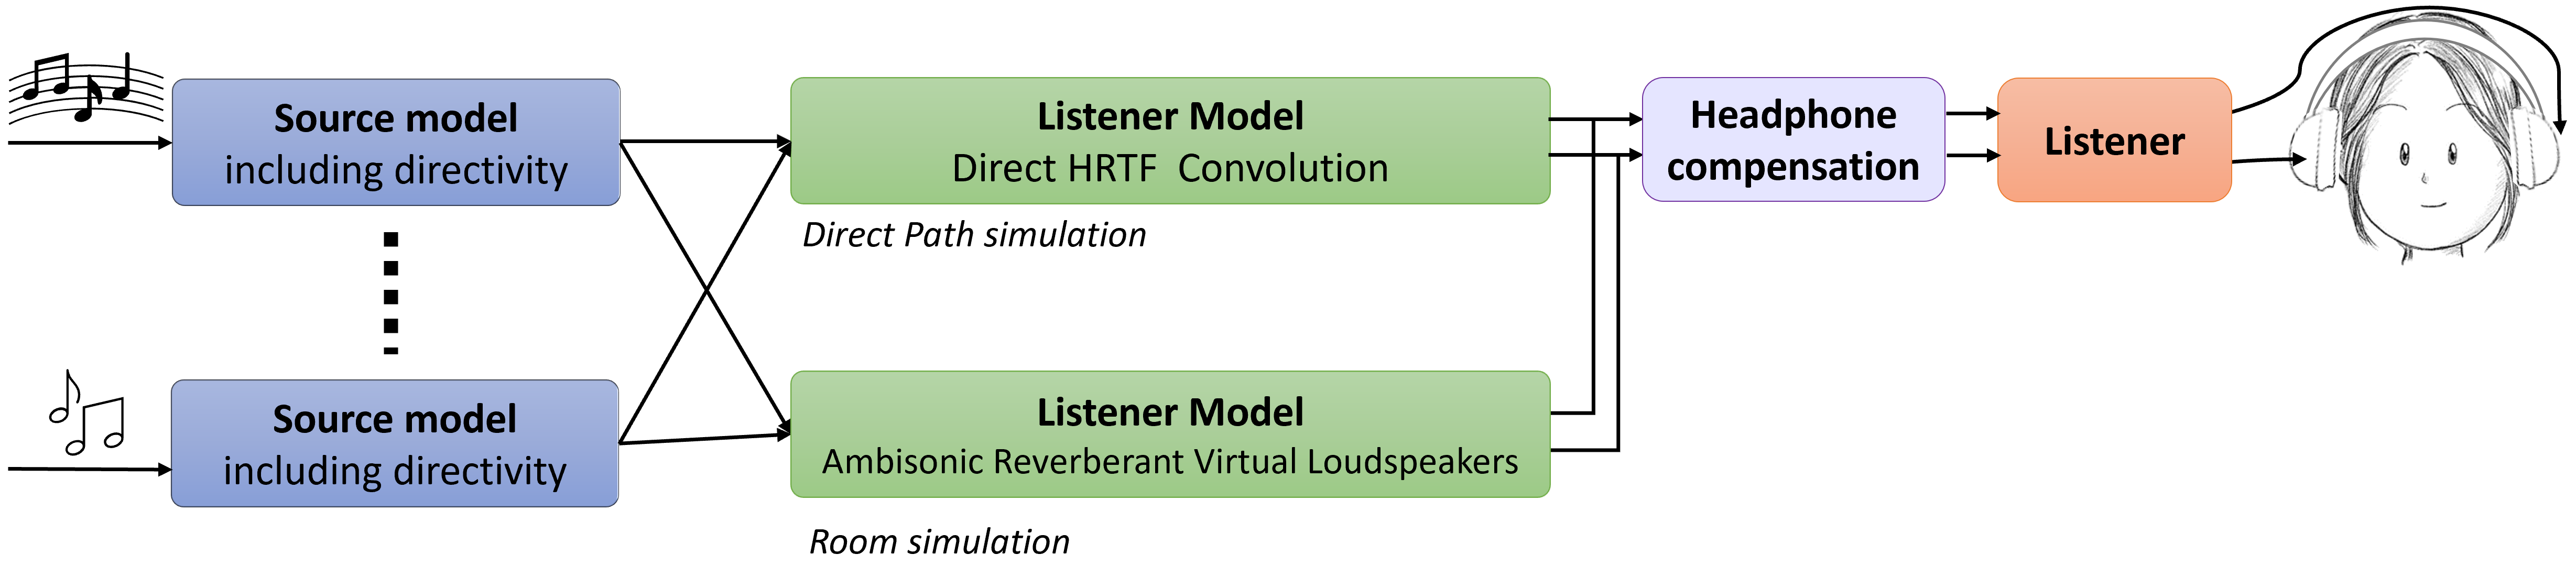 Source model
including directivity
Listener Model
Direct HRTF  Convolution
Direct Path simulation
Headphone
compensation
Listener
Source model
including directivity
Listener Model
Ambisonic Reverberant Virtual Loudspeakers
Room simulation